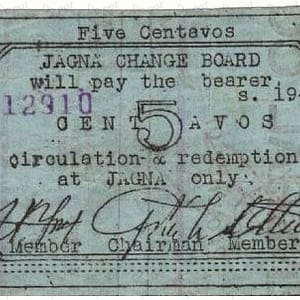 Five Centavos
JAGNA CHANGE BOARD
will pay the bearer
s. 19
12910
5
CENTAVOS
circulation & redemption
at JAGNA only.
Member Chairman Member